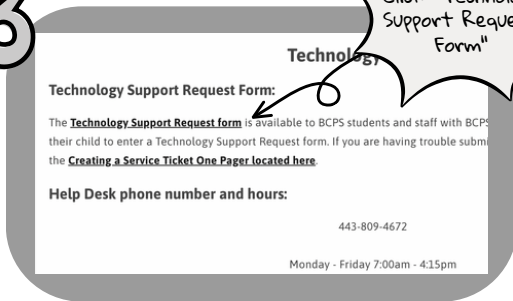 6
Click "Technolo
Support Reque
Form"
Technology
Technology Support Request Form:
The Technology Support Request form is available to BCPS students and staff with BCPS
their child to enter a Technology Support Request form. If you are having trouble submi
the Creating a Service Ticket One Pager located here.
Help Desk phone number and hours:
443-809-4672
Monday - Friday 7:00am - 4:15pm